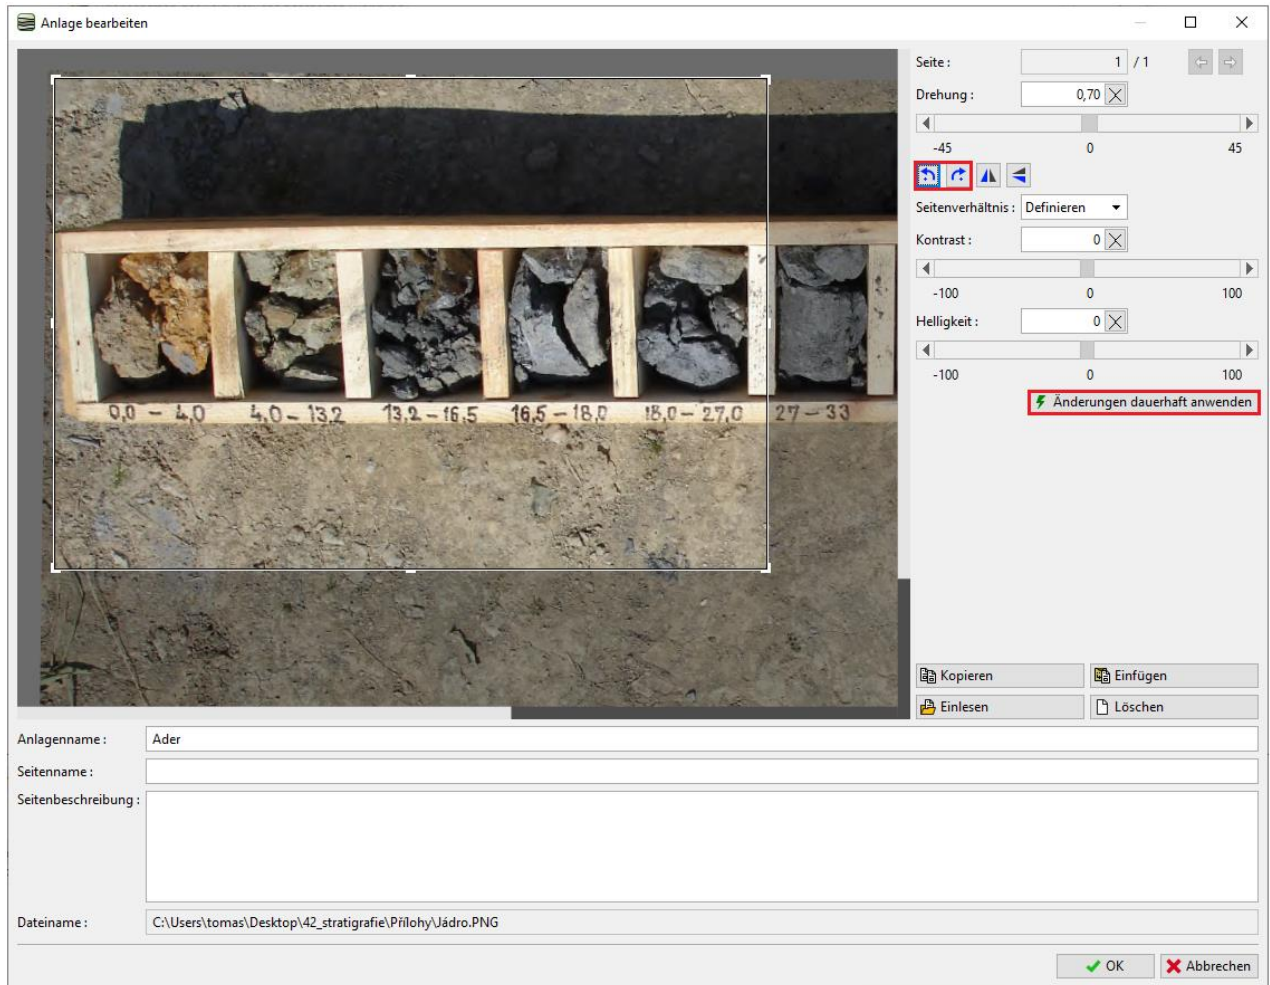 Anlage bearbeiten
Seite :
1 / 1
Drehung :
0,70
-45 0 45
Seitenverhältnis : Definieren
Kontrast :
0
-100 0 100
Helligkeit :
0
-100 0 100
Änderungen dauerhaft anwenden
0,0 – 4,0 4,0 – 13,2 13,2 – 16,5 16,5 – 18,0 18,0 – 27,0 27 – 33
Kopieren Einfügen
Einlesen Löschen
Anlagenname : Ader
Seitenname :
Seitenbeschreibung :
Dateiname : C:\Users\tomas\Desktop\42_stratigrafie\Přílohy\Jádro.PNG
OK Abbrechen